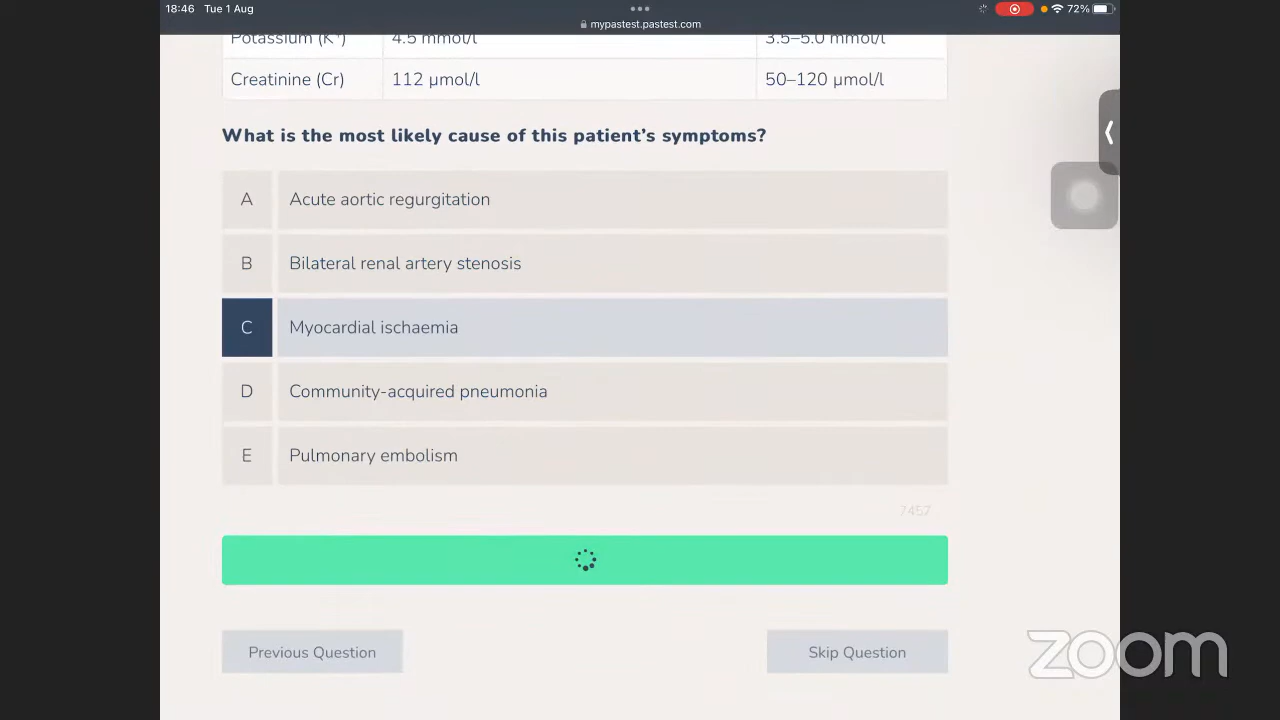 18:46 Tue 1 Aug
72%
mypastest.pastest.com
Potassium (K⁺) 4.5 mmol/l 3.5–5.0 mmol/l
Creatinine (Cr) 112 µmol/l 50–120 µmol/l
What is the most likely cause of this patient's symptoms?
A Acute aortic regurgitation
B Bilateral renal artery stenosis
C Myocardial ischaemia
D Community-acquired pneumonia
E Pulmonary embolism
7457
Previous Question Skip Question
zoom